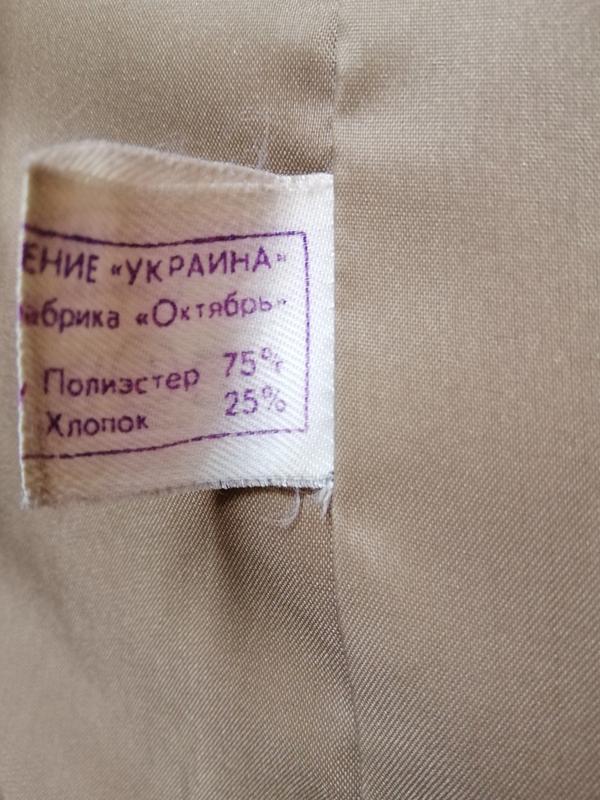 ЕНИЕ «УКРАИНА»
абрика «Октябрь»
Полиэстер 75%
Хлопок 25%